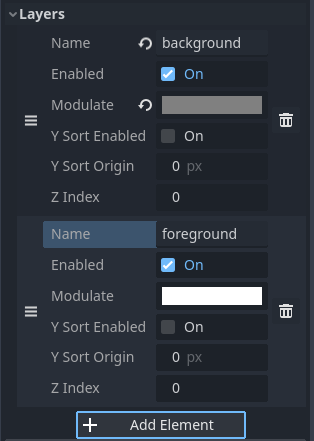 Layers
Name background
Enabled On
Modulate
Y Sort Enabled On
Y Sort Origin 0 px
Z Index 0
Name foreground
Enabled On
Modulate
Y Sort Enabled On
Y Sort Origin 0 px
Z Index 0
Add Element